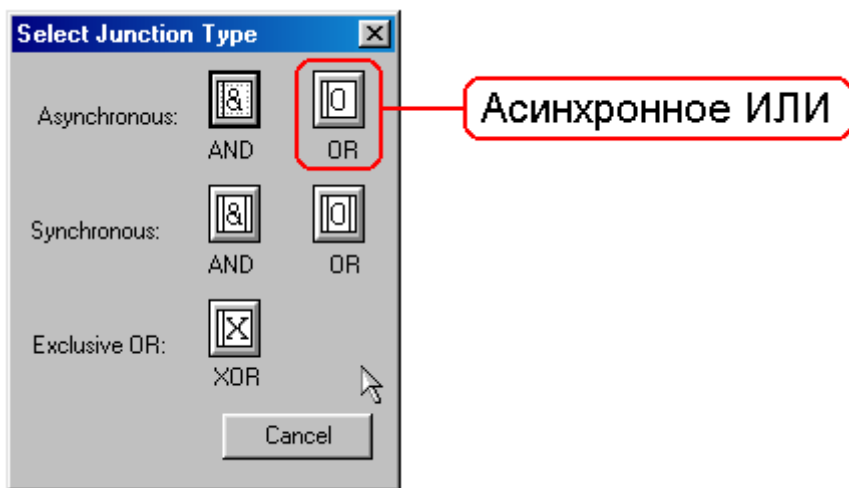 Select Junction Type
Asynchronous:
&
O
Асинхронное ИЛИ
AND
OR
Synchronous:
&
O
AND
OR
Exclusive OR:
X
XOR
Cancel